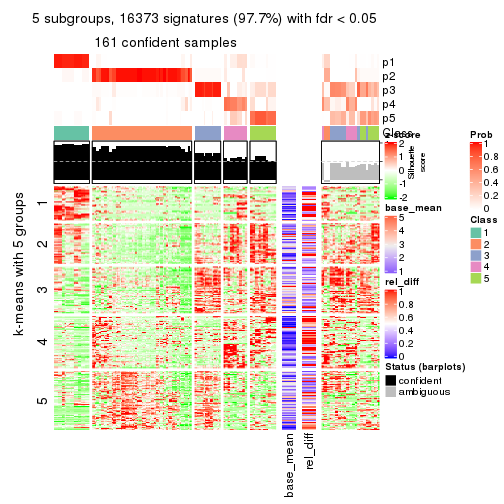 5 subgroups, 16373 signatures (97.7%) with fdr < 0.05
161 confident samples
p1
p2
p3
p4
p5
Class
Silhouette
score
1
2
3
4
5
k-means with 5 groups
base_mean
rel_diff
z-score
2
1
0
-1
-2
base_mean
5
4
3
2
1
rel_diff
1
0.8
0.6
0.4
0.2
0
Status (barplots)
confident
ambiguous
Prob
1
0.8
0.6
0.4
0.2
0
Class
1
2
3
4
5